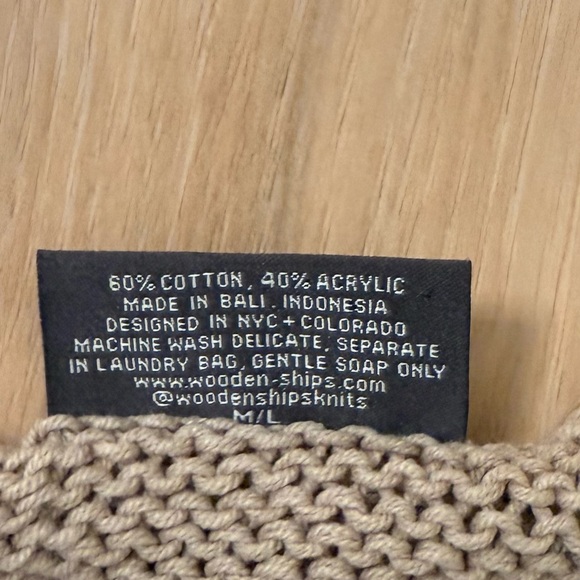 60% COTTON, 40% ACRYLIC
MADE IN BALI. INDONESIA
DESIGNED IN NYC + COLORADO
MACHINE WASH DELICATE, SEPARATE
IN LAUNDRY BAG, GENTLE SOAP ONLY
www.wooden-ships.com
@woodenshipsknits
M/L